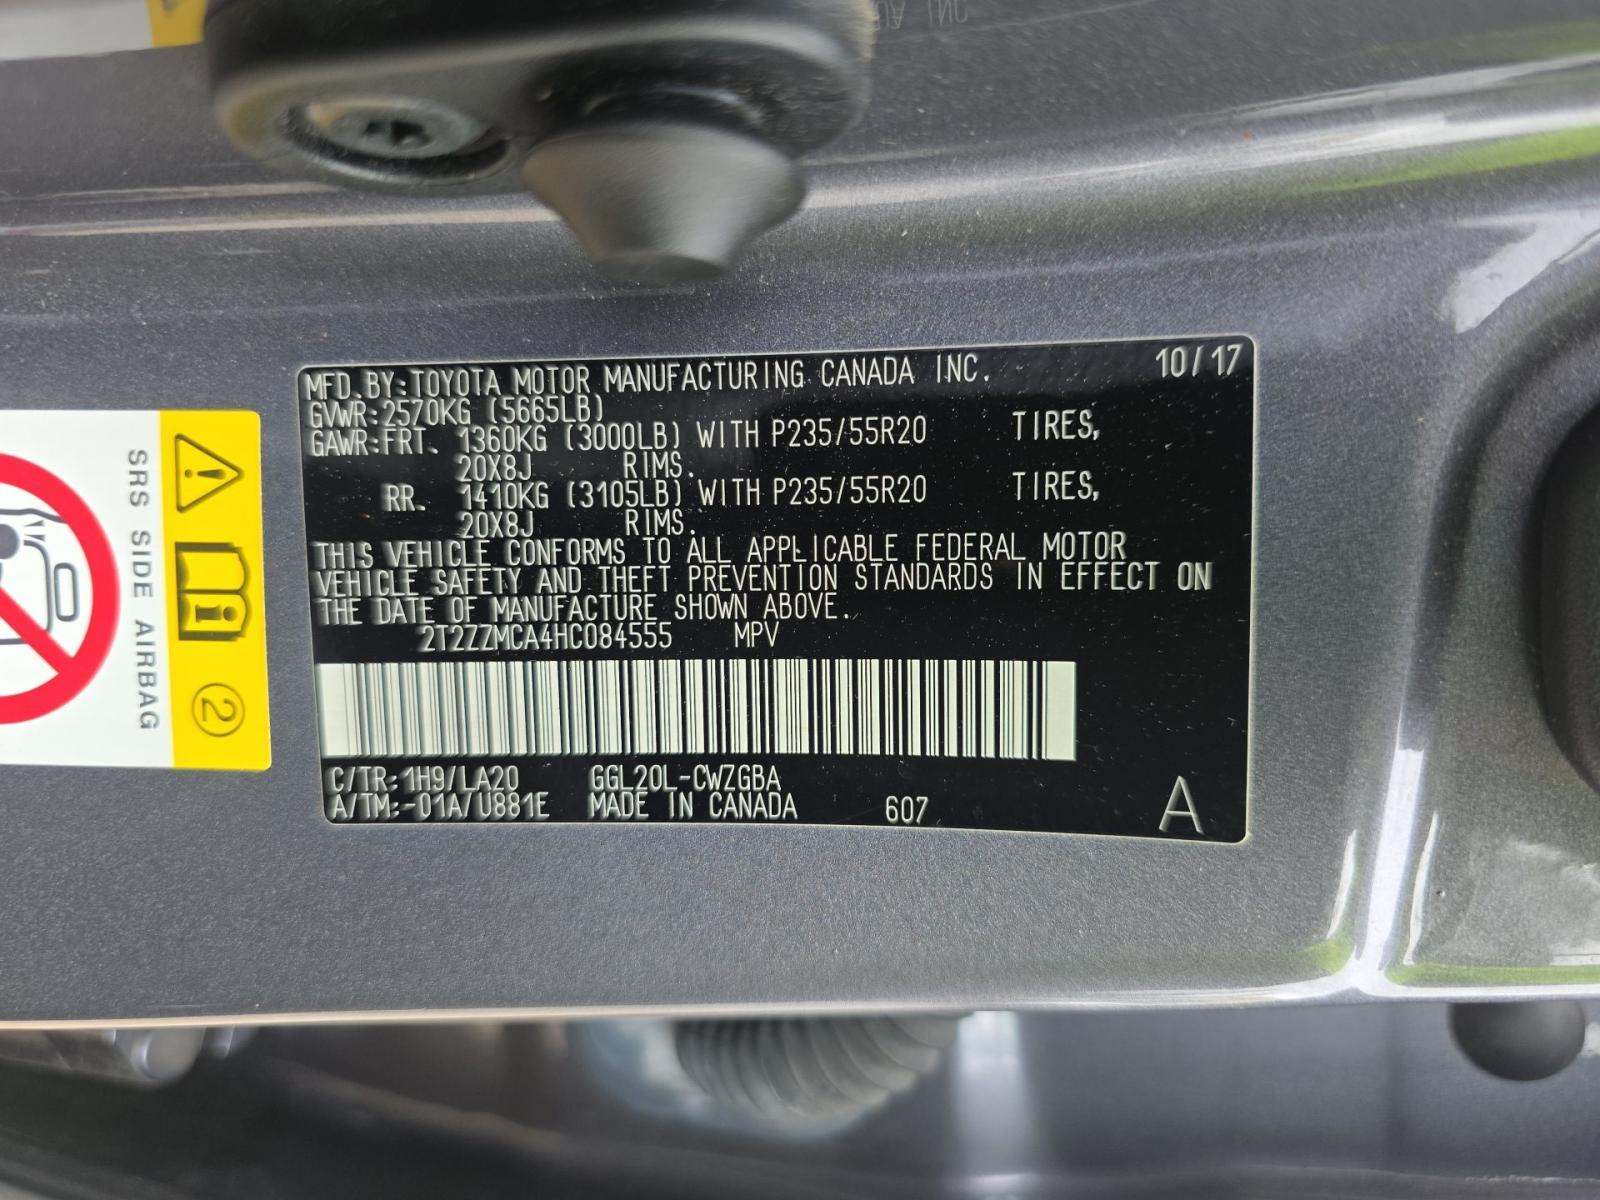 MFD.BY:TOYOTA MOTOR MANUFACTURING CANADA INC. 10/17
GVWR:2570KG (5665LB)
GAWR:FRT. 1360KG (3000LB) WITH P235/55R20 TIRES,
20X8J RIMS.
RR. 1410KG (3105LB) WITH P235/55R20 TIRES,
20X8J RIMS.
THIS VEHICLE CONFORMS TO ALL APPLICABLE FEDERAL MOTOR
VEHICLE SAFETY AND THEFT PREVENTION STANDARDS IN EFFECT ON
THE DATE OF MANUFACTURE SHOWN ABOVE.
2T2ZZMCA4HC084555 MPV
C/TR:1H9/LA20 GGL20L-CWZGBA
A/TM:-01A/U881E MADE IN CANADA 607 A
SRS SIDE AIRBAG
2